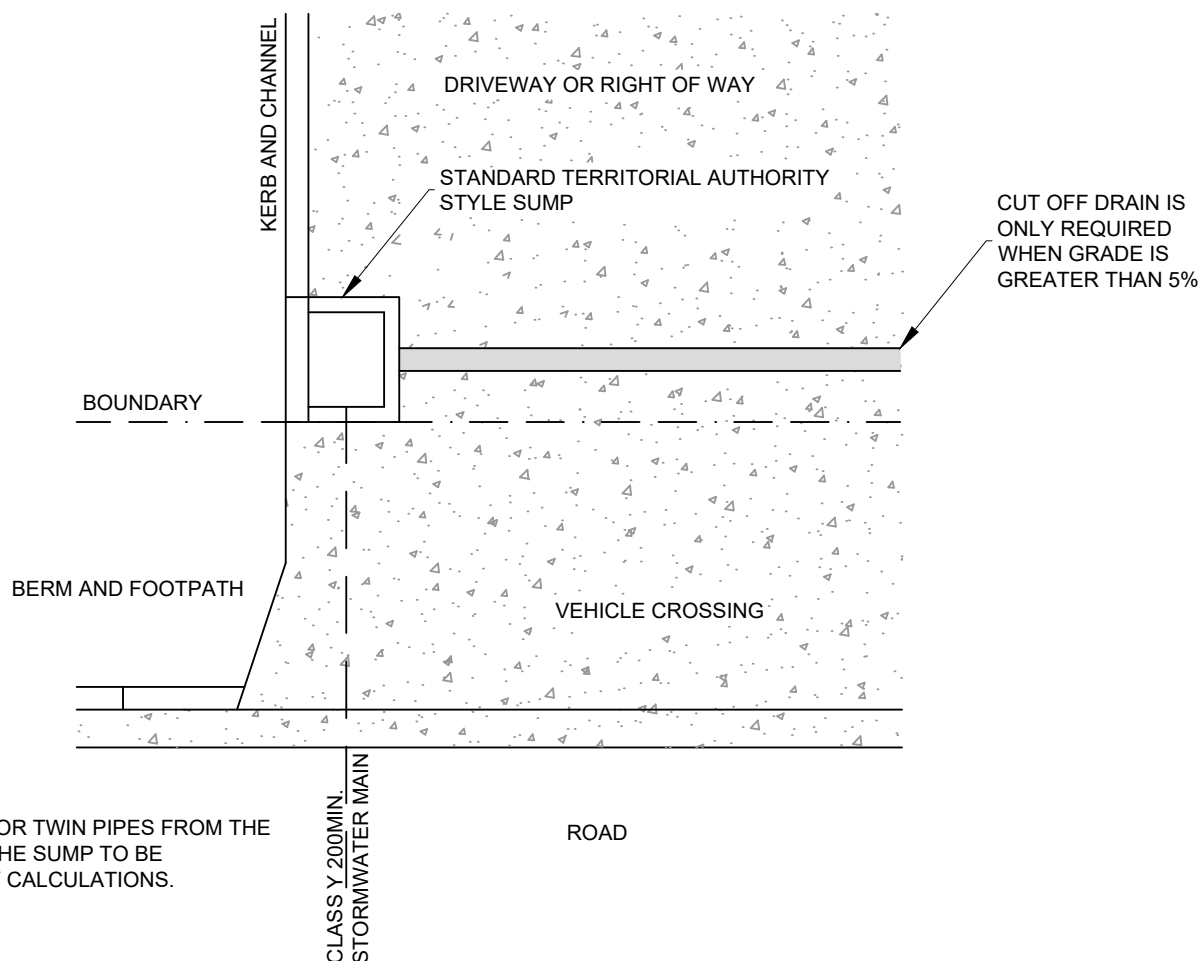 KERB AND CHANNEL
DRIVEWAY OR RIGHT OF WAY
STANDARD TERRITORIAL AUTHORITY
STYLE SUMP
CUT OFF DRAIN IS
ONLY REQUIRED
WHEN GRADE IS
GREATER THAN 5%
BOUNDARY
BERM AND FOOTPATH
VEHICLE CROSSING
CLASS Y 200MIN.
STORMWATER MAIN
ROAD
OR TWIN PIPES FROM THE
HE SUMP TO BE
CALCULATIONS.